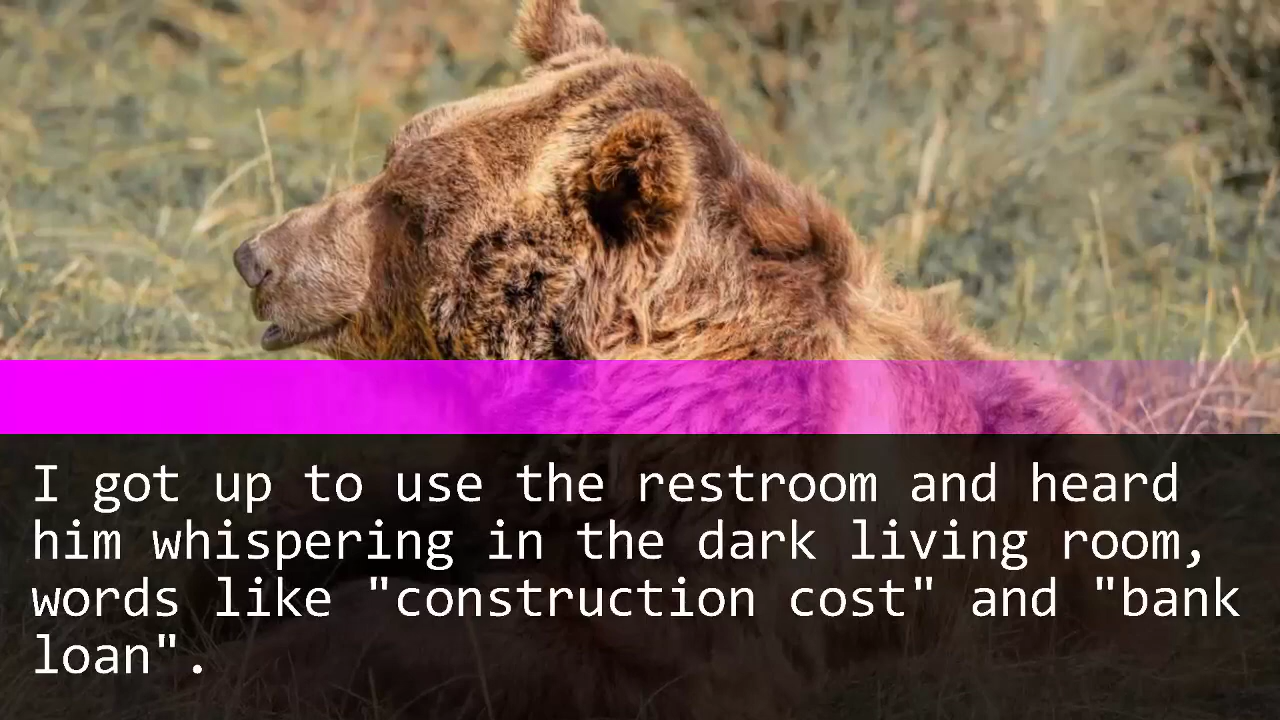 I got up to use the restroom and heard
him whispering in the dark living room,
words like "construction cost" and "bank
loan".